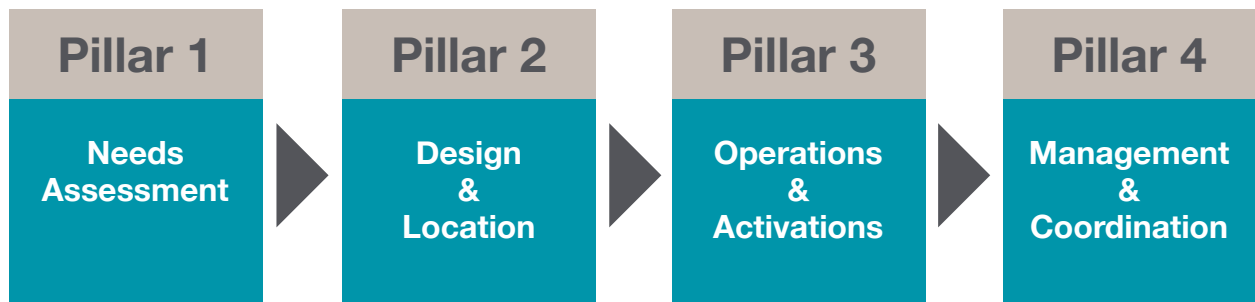 Pillar 1
Needs
Assessment
Pillar 2
Design
&
Location
Pillar 3
Operations
&
Activations
Pillar 4
Management
&
Coordination